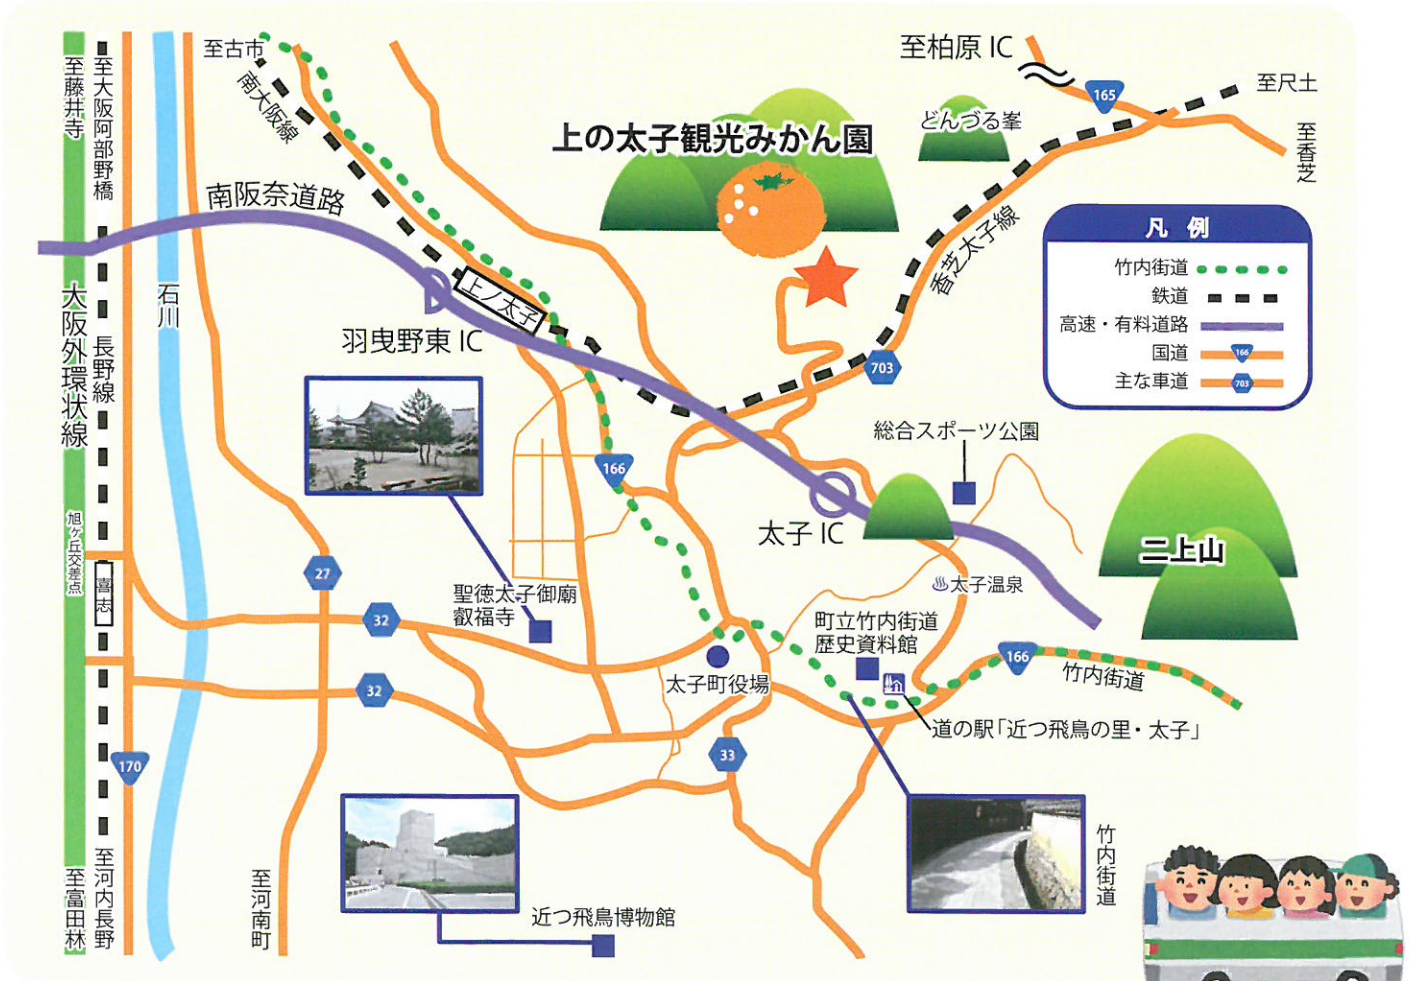 至古市
南大阪線
至藤井寺
至大阪阿部野橋
南阪奈道路
上の太子観光みかん園
至柏原 IC
165
至尺土
どんづる峯
至香芝
香芝太子線
凡 例
竹内街道
鉄道
高速・有料道路
国道
166
主な車道
703
石川
大阪外環状線
長野線
上ノ太子
羽曳野東 IC
703
総合スポーツ公園
166
太子 IC
二上山
旭ヶ丘交差点
喜志
27
32
聖徳太子御廟
叡福寺
太子温泉
町立竹内街道
歴史資料館
166
竹内街道
太子町役場
32
道の駅「近つ飛鳥の里・太子」
33
170
竹内街道
至富田林
至河内長野
至河南町
近つ飛鳥博物館